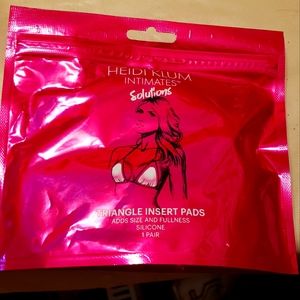 HEIDI KLUM
INTIMATES
Solutions
TRIANGLE INSERT PADS
ADDS SIZE AND FULLNESS
SILICONE
1 PAIR